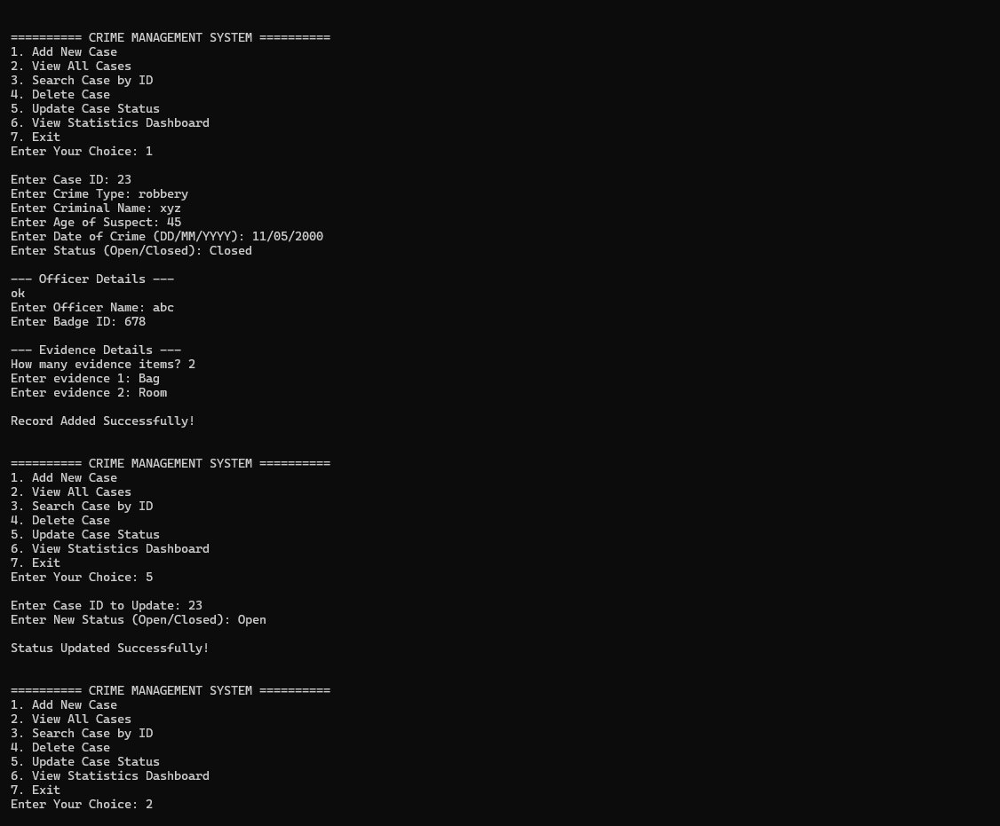 ========== CRIME MANAGEMENT SYSTEM ==========
1. Add New Case
2. View All Cases
3. Search Case by ID
4. Delete Case
5. Update Case Status
6. View Statistics Dashboard
7. Exit
Enter Your Choice: 1
Enter Case ID: 23
Enter Crime Type: robbery
Enter Criminal Name: xyz
Enter Age of Suspect: 45
Enter Date of Crime (DD/MM/YYYY): 11/05/2000
Enter Status (Open/Closed): Closed
--- Officer Details ---
ok
Enter Officer Name: abc
Enter Badge ID: 678
--- Evidence Details ---
How many evidence items? 2
Enter evidence 1: Bag
Enter evidence 2: Room
Record Added Successfully!
========== CRIME MANAGEMENT SYSTEM ==========
1. Add New Case
2. View All Cases
3. Search Case by ID
4. Delete Case
5. Update Case Status
6. View Statistics Dashboard
7. Exit
Enter Your Choice: 5
Enter Case ID to Update: 23
Enter New Status (Open/Closed): Open
Status Updated Successfully!
========== CRIME MANAGEMENT SYSTEM ==========
1. Add New Case
2. View All Cases
3. Search Case by ID
4. Delete Case
5. Update Case Status
6. View Statistics Dashboard
7. Exit
Enter Your Choice: 2